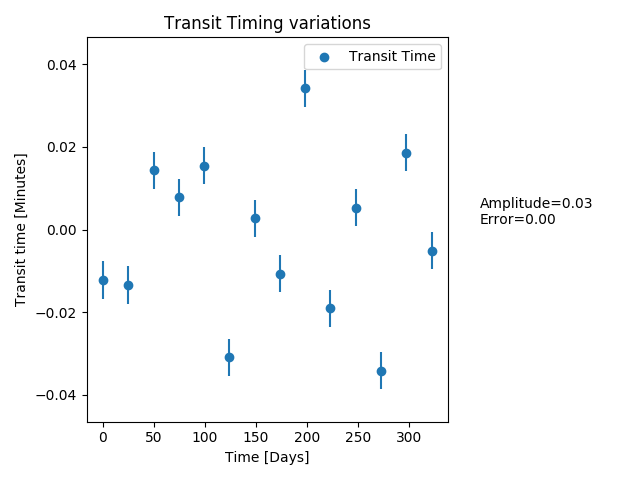 Transit Timing variations
Transit Time
0.04
0.02
0.00
−0.02
−0.04
Transit time [Minutes]
0 50 100 150 200 250 300
Time [Days]
Amplitude=0.03
Error=0.00